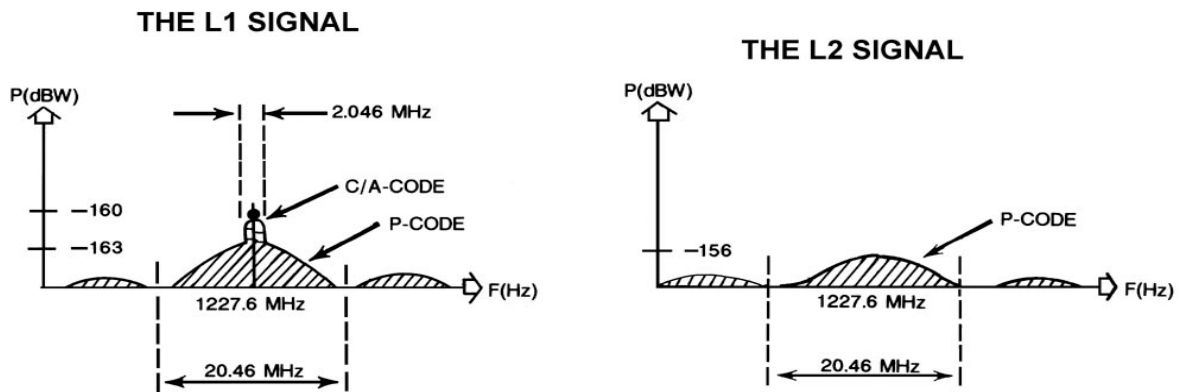 THE L1 SIGNAL
P(dBW)
2.046 MHz
C/A-CODE
P-CODE
−160
−163
F(Hz)
1227.6 MHz
20.46 MHz
THE L2 SIGNAL
P(dBW)
P-CODE
−156
F(Hz)
1227.6 MHz
20.46 MHz